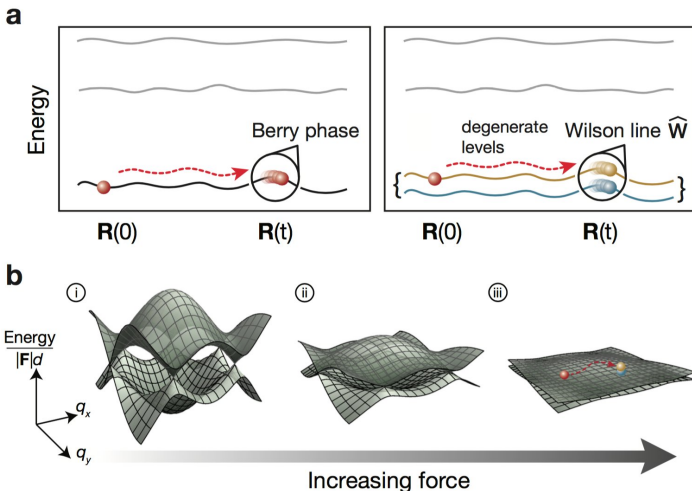 a
Energy
Berry phase
R(0)
R(t)
degenerate
levels
Wilson line Ŵ
{ }
R(0)
R(t)
b
i
ii
iii
Energy
|F|d
qx
qy
Increasing force